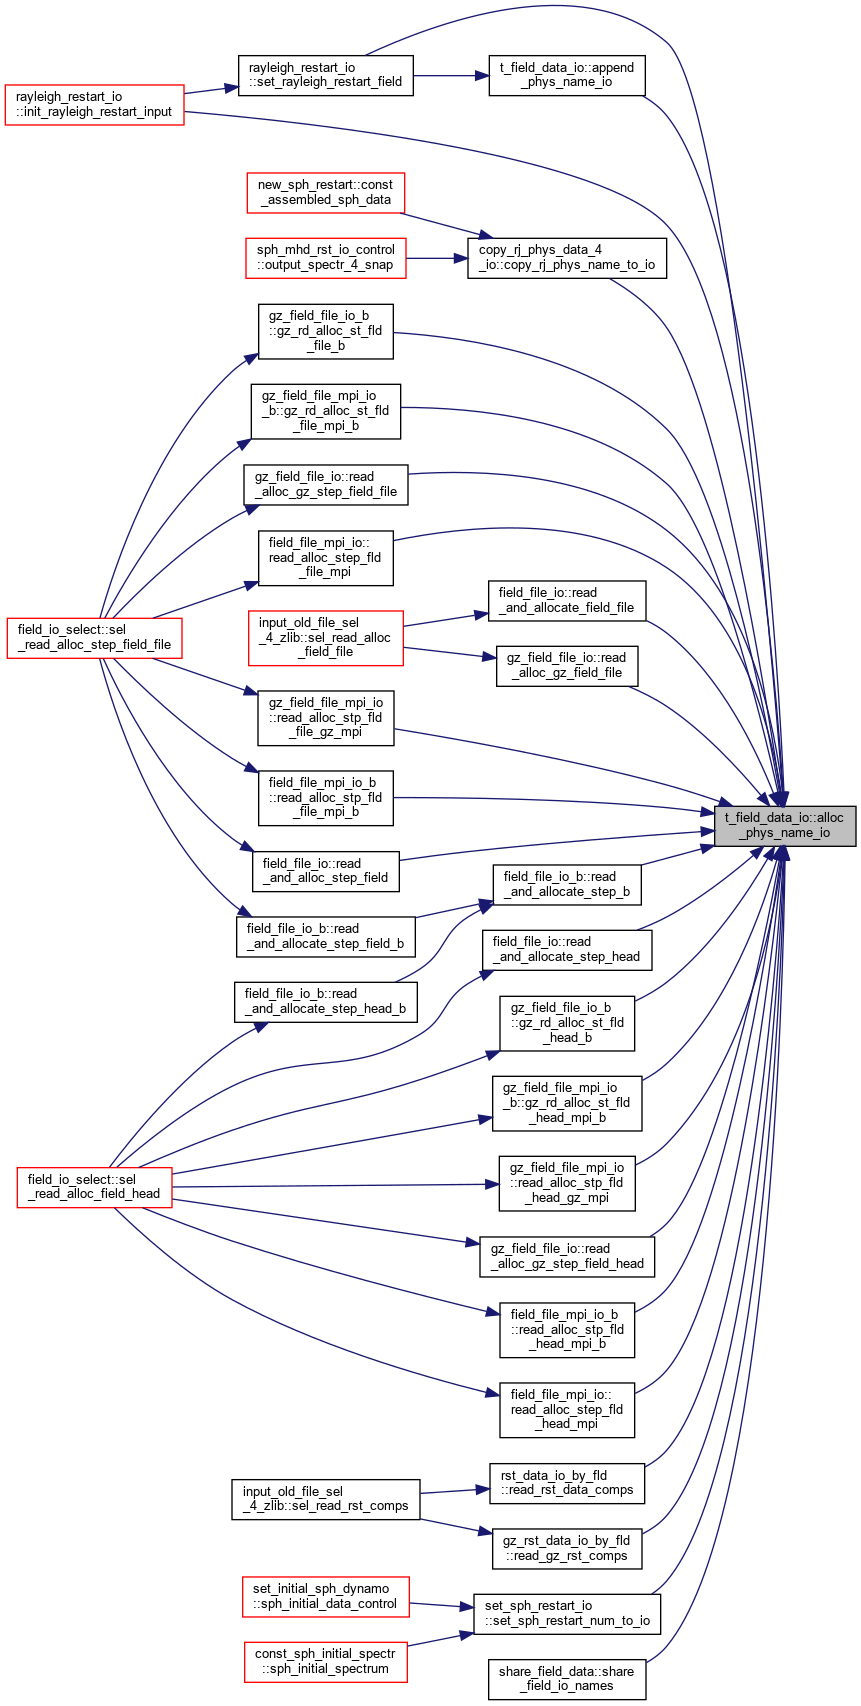 rayleigh_restart_io
::set_rayleigh_restart_field
t_field_data_io::append
_phys_name_io
rayleigh_restart_io
::init_rayleigh_restart_input
new_sph_restart::const
_assembled_sph_data
sph_mhd_rst_io_control
::output_spectr_4_snap
copy_rj_phys_data_4
_io::copy_rj_phys_name_to_io
gz_field_file_io_b
::gz_rd_alloc_st_fld
_file_b
gz_field_file_mpi_io
_b::gz_rd_alloc_st_fld
_file_mpi_b
gz_field_file_io::read
_alloc_gz_step_field_file
field_file_mpi_io::
read_alloc_step_fld
_file_mpi
field_file_io::read
_and_allocate_field_file
input_old_file_sel
_4_zlib::sel_read_alloc
_field_file
field_io_select::sel
_read_alloc_step_field_file
gz_field_file_io::read
_alloc_gz_field_file
gz_field_file_mpi_io
::read_alloc_stp_fld
_file_gz_mpi
field_file_mpi_io_b
::read_alloc_stp_fld
_file_mpi_b
t_field_data_io::alloc
_phys_name_io
field_file_io::read
_and_alloc_step_field
field_file_io_b::read
_and_allocate_step_b
field_file_io_b::read
_and_allocate_step_field_b
field_file_io::read
_and_allocate_step_head
field_file_io_b::read
_and_allocate_step_head_b
gz_field_file_io_b
::gz_rd_alloc_st_fld
_head_b
gz_field_file_mpi_io
_b::gz_rd_alloc_st_fld
_head_mpi_b
field_io_select::sel
_read_alloc_field_head
gz_field_file_mpi_io
::read_alloc_stp_fld
_head_gz_mpi
gz_field_file_io::read
_alloc_gz_step_field_head
field_file_mpi_io_b
::read_alloc_stp_fld
_head_mpi_b
field_file_mpi_io::
read_alloc_step_fld
_head_mpi
rst_data_io_by_fld
::read_rst_data_comps
input_old_file_sel
_4_zlib::sel_read_rst_comps
gz_rst_data_io_by_fld
::read_gz_rst_comps
set_initial_sph_dynamo
::sph_initial_data_control
set_sph_restart_io
::set_sph_restart_num_to_io
const_sph_initial_spectr
::sph_initial_spectrum
share_field_data::share
_field_io_names